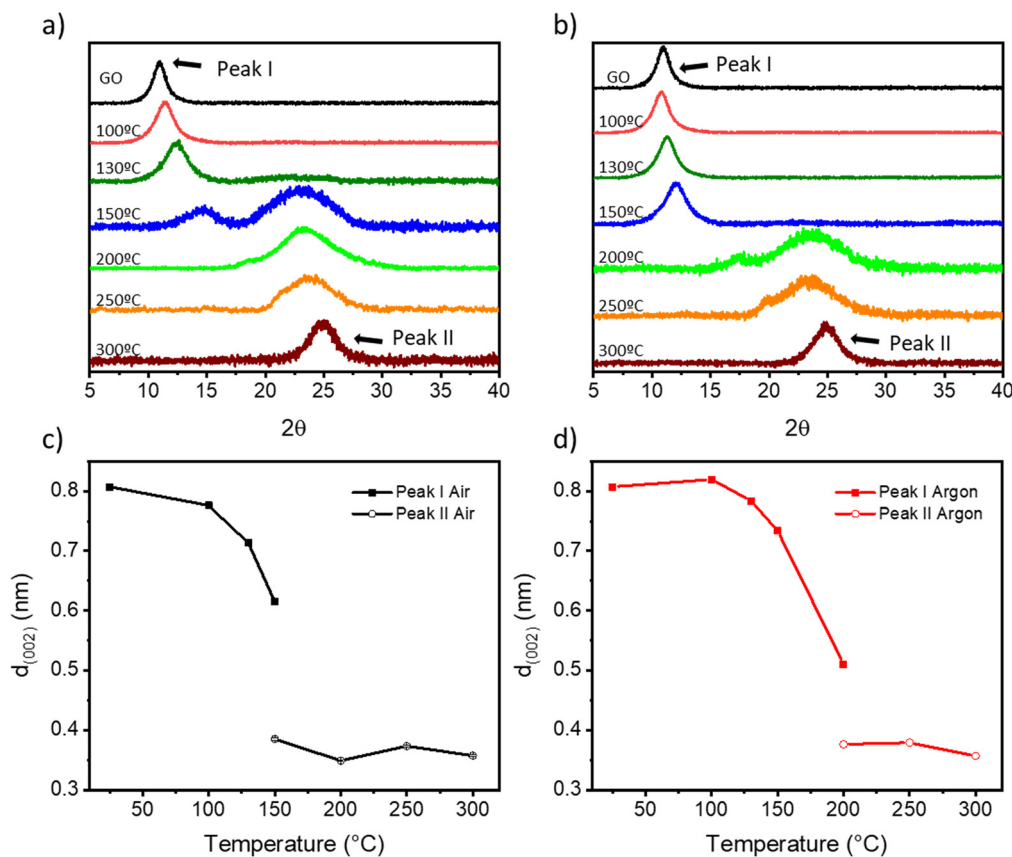 a)
Peak I
GO
100ºC
130ºC
150ºC
200ºC
250ºC
Peak II
300ºC
5 10 15 20 25 30 35 40
2θ
b)
Peak I
GO
100ºC
130ºC
150ºC
200ºC
250ºC
Peak II
300ºC
5 10 15 20 25 30 35 40
2θ
c)
0.8
0.7
0.6
0.5
0.4
0.3
d(002) (nm)
Peak I Air
Peak II Air
50 100 150 200 250 300
Temperature (°C)
d)
0.8
0.7
0.6
0.5
0.4
0.3
d(002) (nm)
Peak I Argon
Peak II Argon
50 100 150 200 250 300
Temperature (°C)